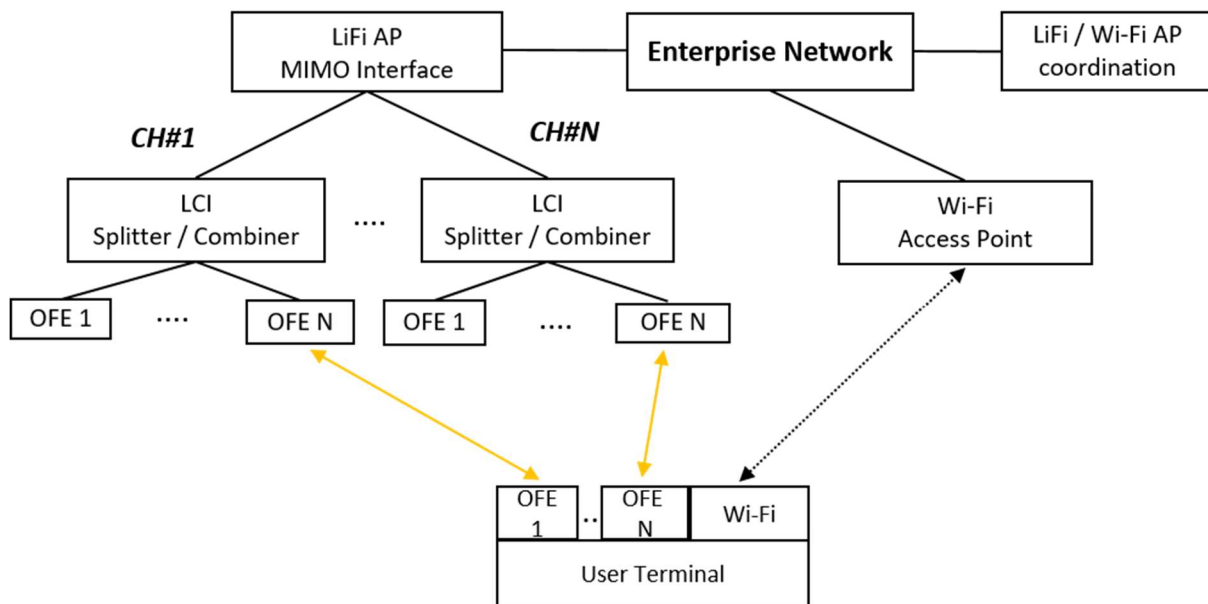 LiFi AP
MIMO Interface
Enterprise Network
LiFi / Wi-Fi AP
coordination
CH#1
CH#N
LCI
Splitter / Combiner
....
LCI
Splitter / Combiner
Wi-Fi
Access Point
OFE 1
....
OFE N
OFE 1
....
OFE N
OFE
1
..
OFE
N
Wi-Fi
User Terminal